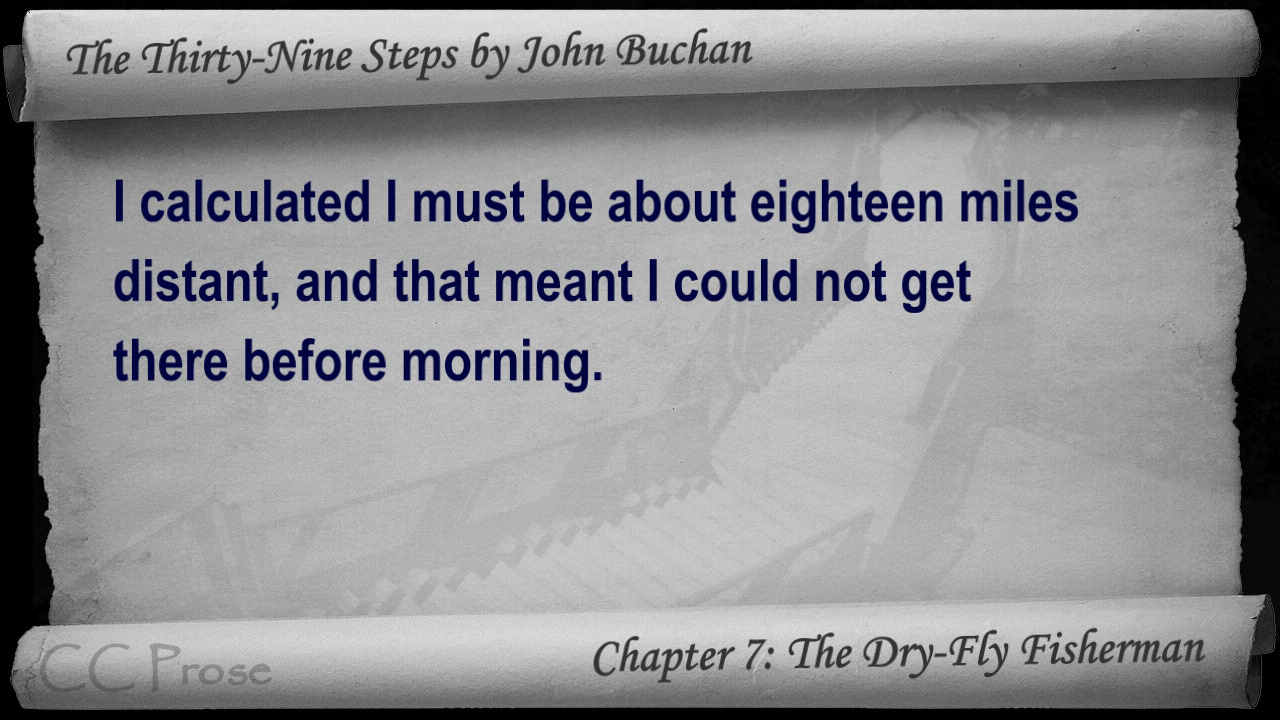 The Thirty-Nine Steps by John Buchan
I calculated I must be about eighteen miles
distant, and that meant I could not get
there before morning.
CC Prose
Chapter 7: The Dry-Fly Fisherman